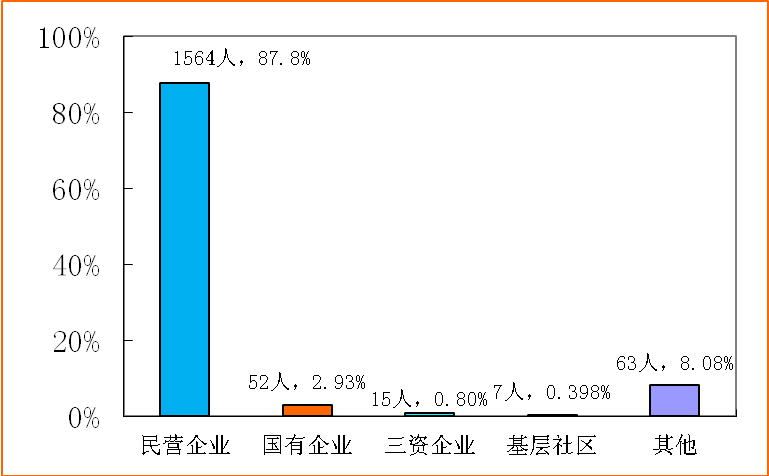 100%
80%
60%
40%
20%
0%
1564人，87.8%
52人，2.93%
15人，0.80%
7人，0.398%
63人，8.08%
民营企业
国有企业
三资企业
基层社区
其他